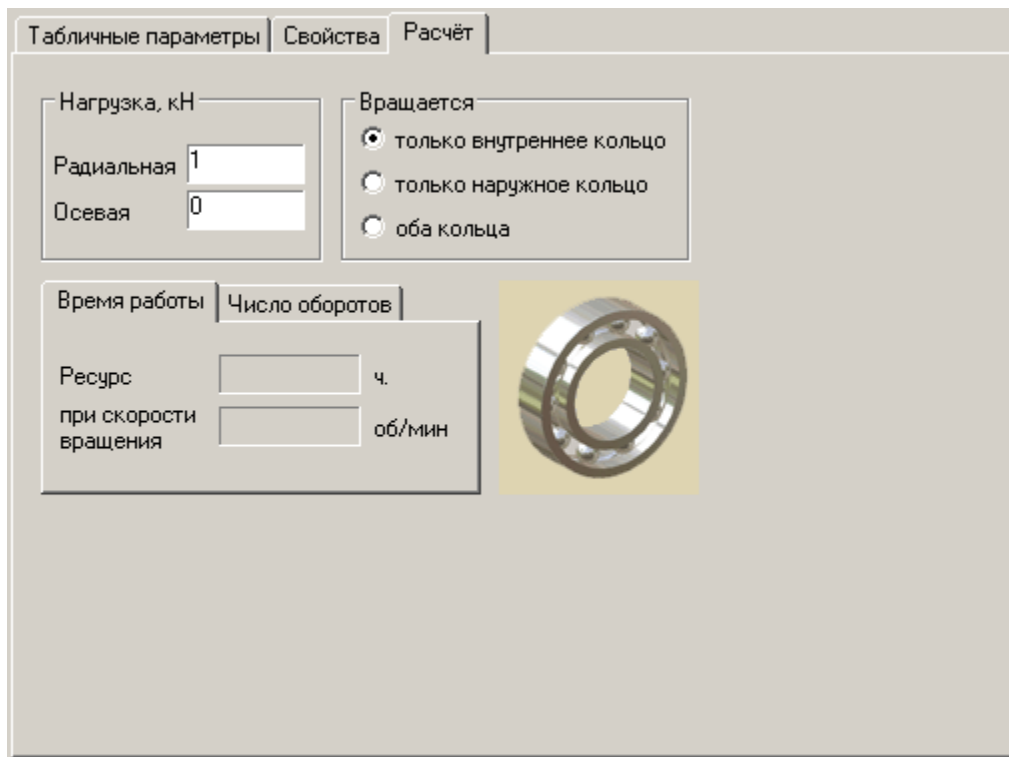 Табличные параметры Свойства Расчёт
Нагрузка, кН
Радиальная 1
Осевая 0
Вращается
только внутреннее кольцо
только наружное кольцо
оба кольца
Время работы Число оборотов
Ресурс ч.
при скорости
вращения об/мин